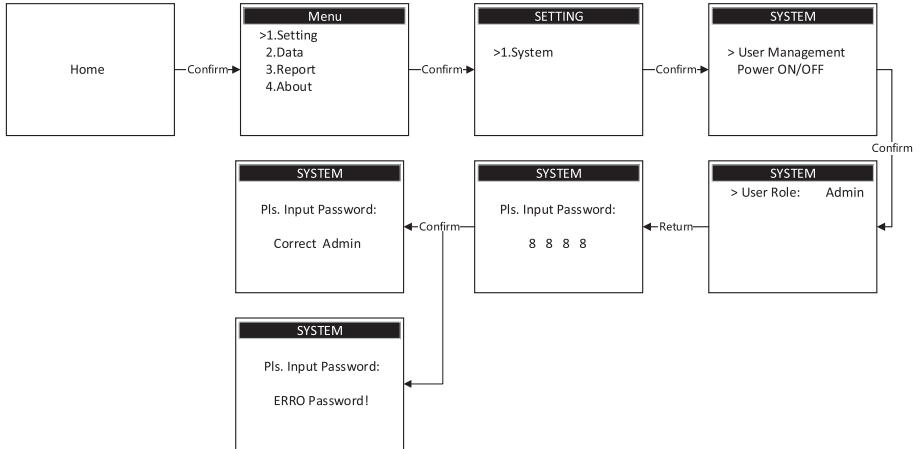 Home
Confirm
Menu
>1.Setting
2.Data
3.Report
4.About
Confirm
SETTING
>1.System
Confirm
SYSTEM
> User Management
Power ON/OFF
Confirm
SYSTEM
> User Role: Admin
Return
SYSTEM
Pls. Input Password:
8 8 8 8
Confirm
SYSTEM
Pls. Input Password:
Correct Admin
SYSTEM
Pls. Input Password:
ERRO Password!